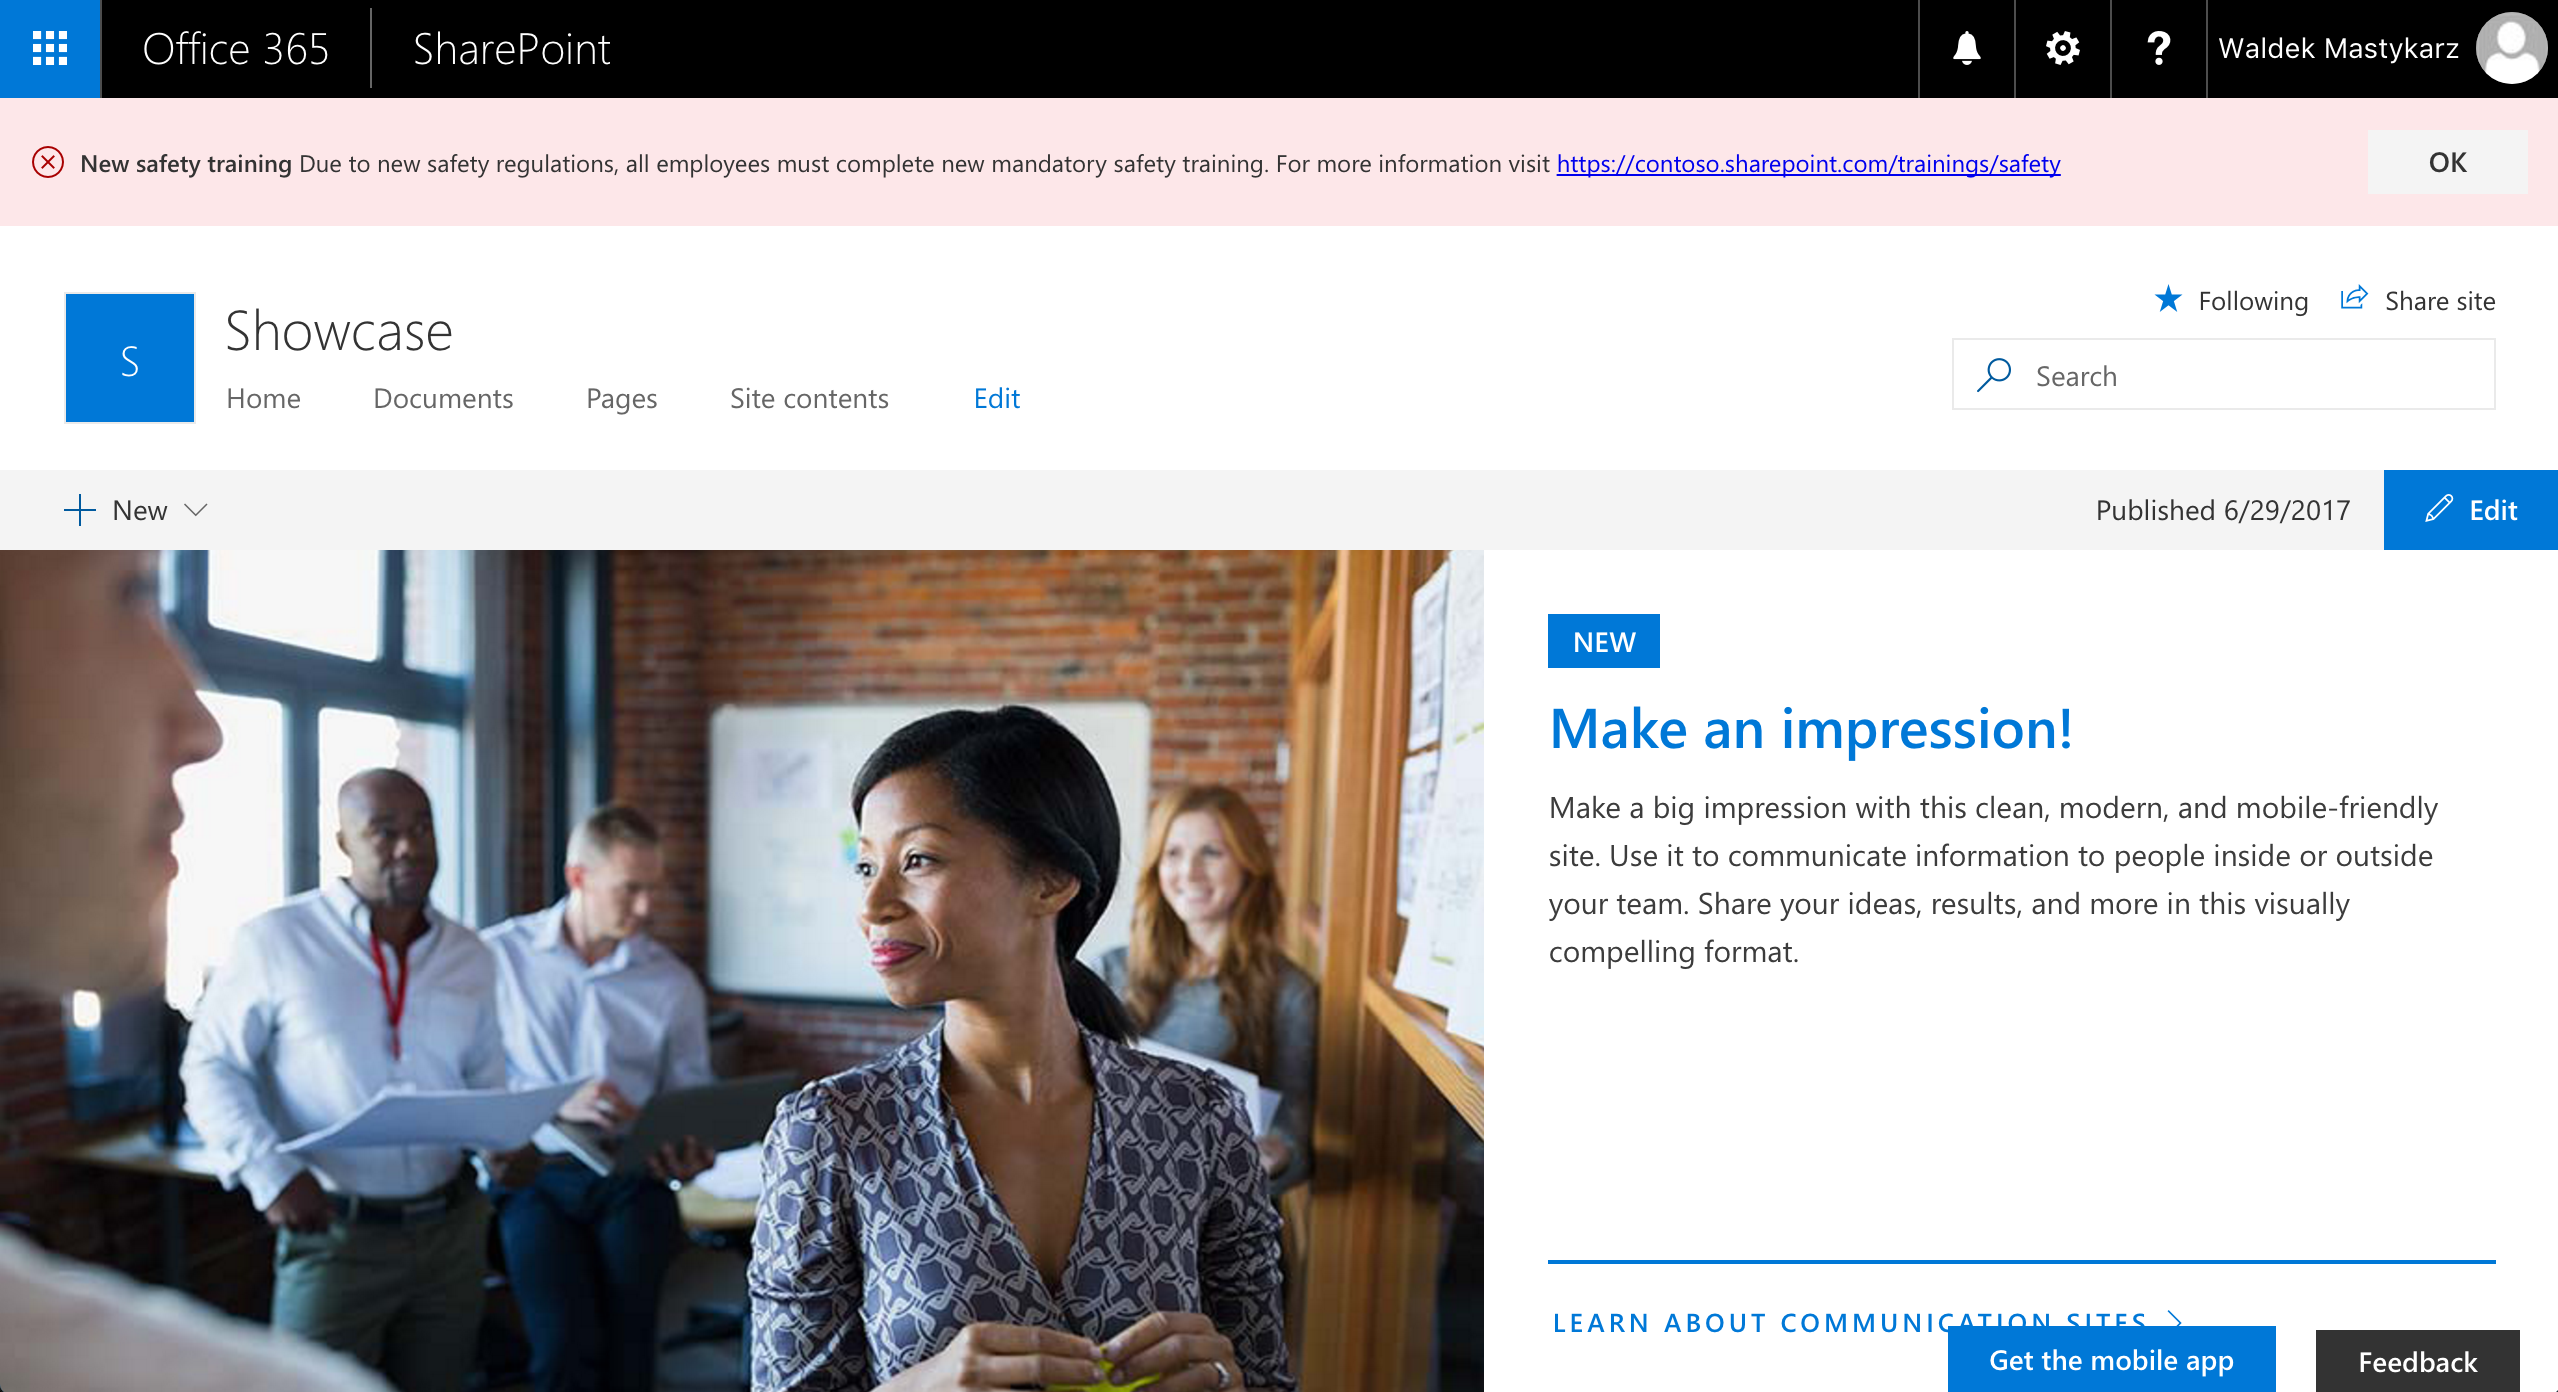 Office 365
SharePoint
Waldek Mastykarz
New safety training Due to new safety regulations, all employees must complete new mandatory safety training. For more information visit https://contoso.sharepoint.com/trainings/safety
OK
S
Showcase
Following
Share site
Search
Home
Documents
Pages
Site contents
Edit
New
Published 6/29/2017
Edit
NEW
Make an impression!
Make a big impression with this clean, modern, and mobile-friendly
site. Use it to communicate information to people inside or outside
your team. Share your ideas, results, and more in this visually
compelling format.
LEARN ABOUT COMMUNICATION SITES
Get the mobile app
Feedback